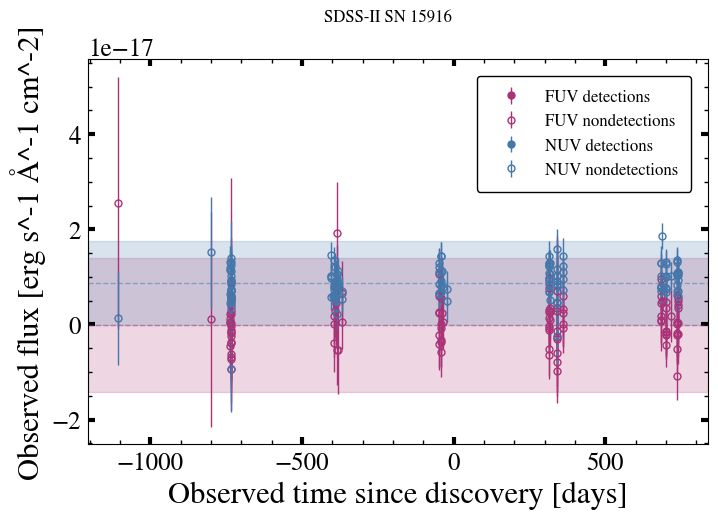 SDSS-II SN 15916
1e−17
Observed flux [erg s^-1 Å^-1 cm^-2]
4
2
0
−2
FUV detections
FUV nondetections
NUV detections
NUV nondetections
−1000 −500 0 500
Observed time since discovery [days]